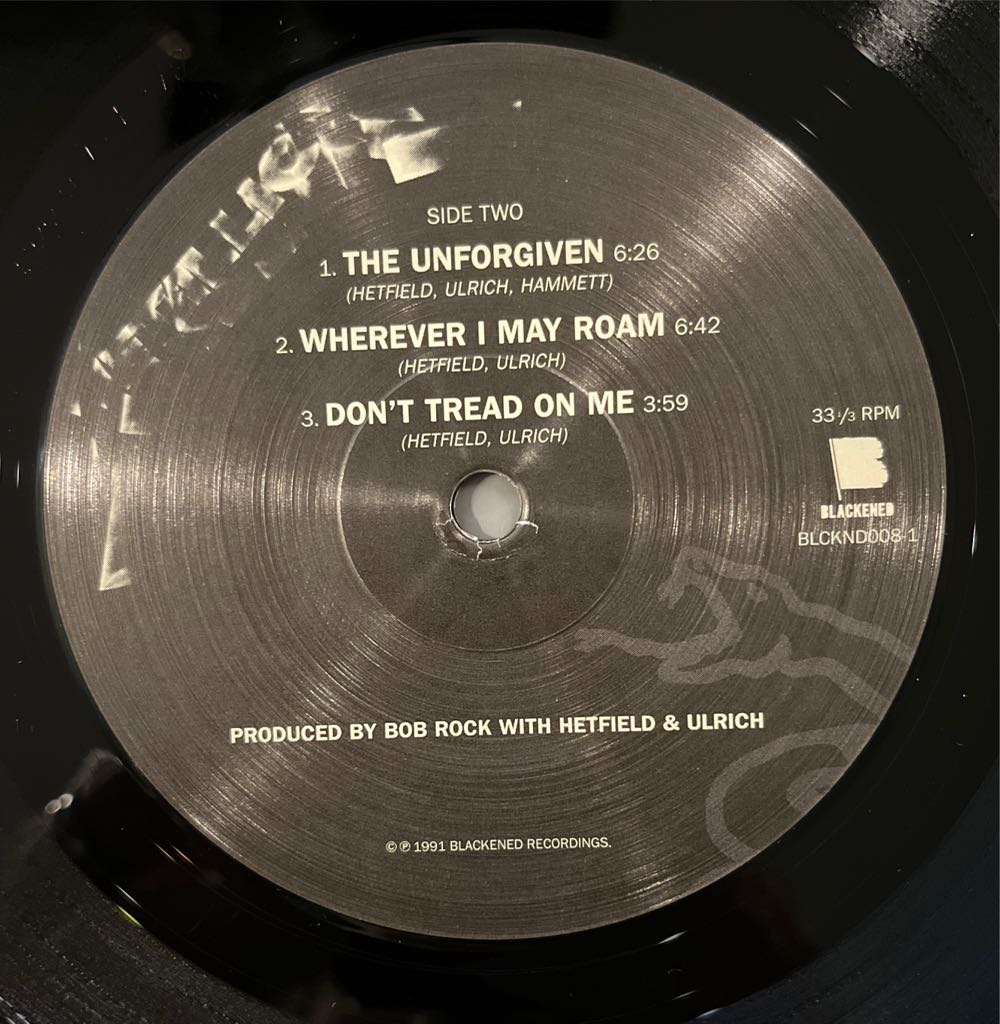 SIDE TWO
1. THE UNFORGIVEN 6:26
(HETFIELD, ULRICH, HAMMETT)
2. WHEREVER I MAY ROAM 6:42
(HETFIELD, ULRICH)
3. DON'T TREAD ON ME 3:59
(HETFIELD, ULRICH)
33 1/3 RPM
B
BLACKENED
BLCKND008-1
PRODUCED BY BOB ROCK WITH HETFIELD & ULRICH
© ℗ 1991 BLACKENED RECORDINGS.